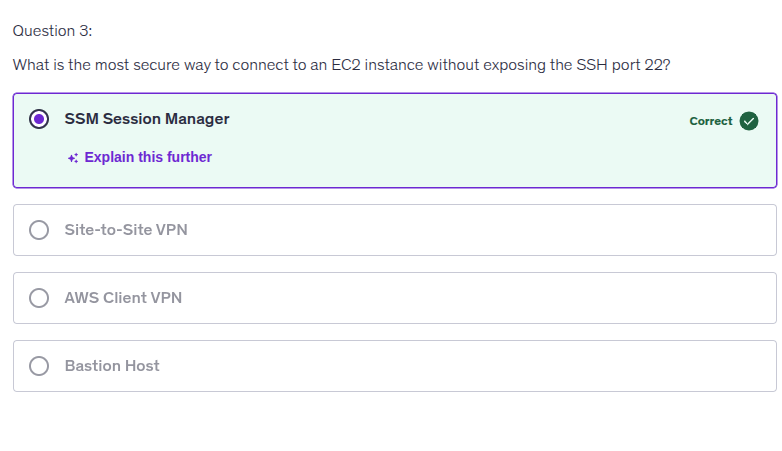 Question 3:
What is the most secure way to connect to an EC2 instance without exposing the SSH port 22?
SSM Session Manager
Correct
Explain this further
Site-to-Site VPN
AWS Client VPN
Bastion Host